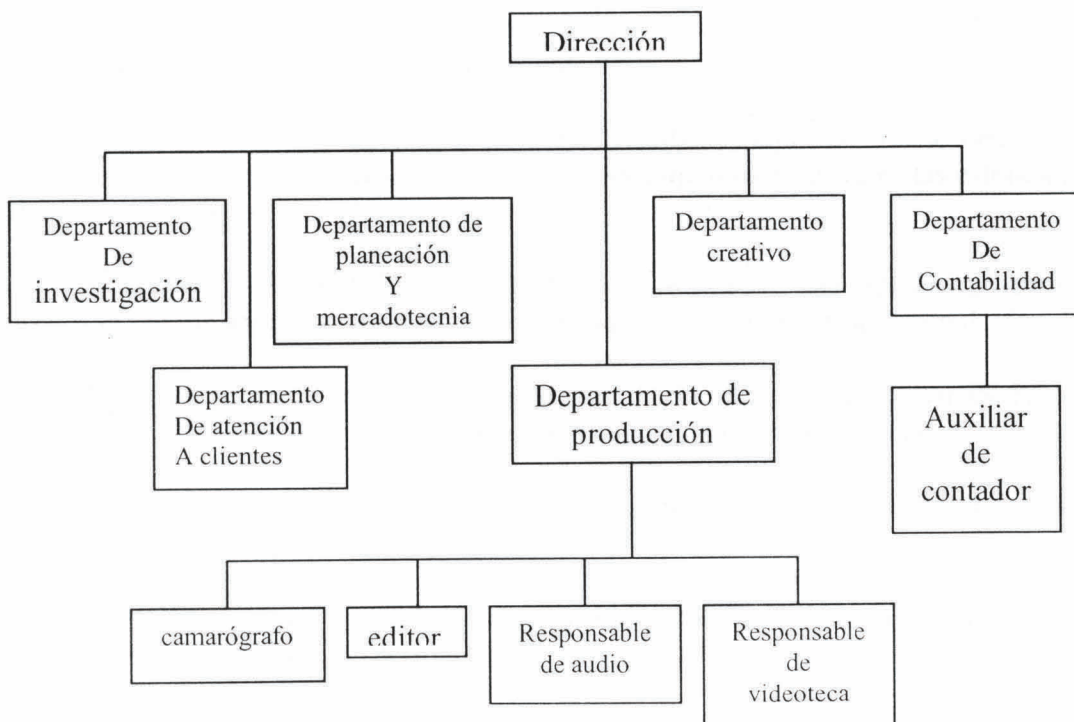 Dirección
Departamento
De
investigación
Departamento de
planeación
Y
mercadotecnia
Departamento
creativo
Departamento
De
Contabilidad
Departamento
De atención
A clientes
Departamento de
producción
Auxiliar
de
contador
camarógrafo
editor
Responsable
de audio
Responsable
de
videoteca